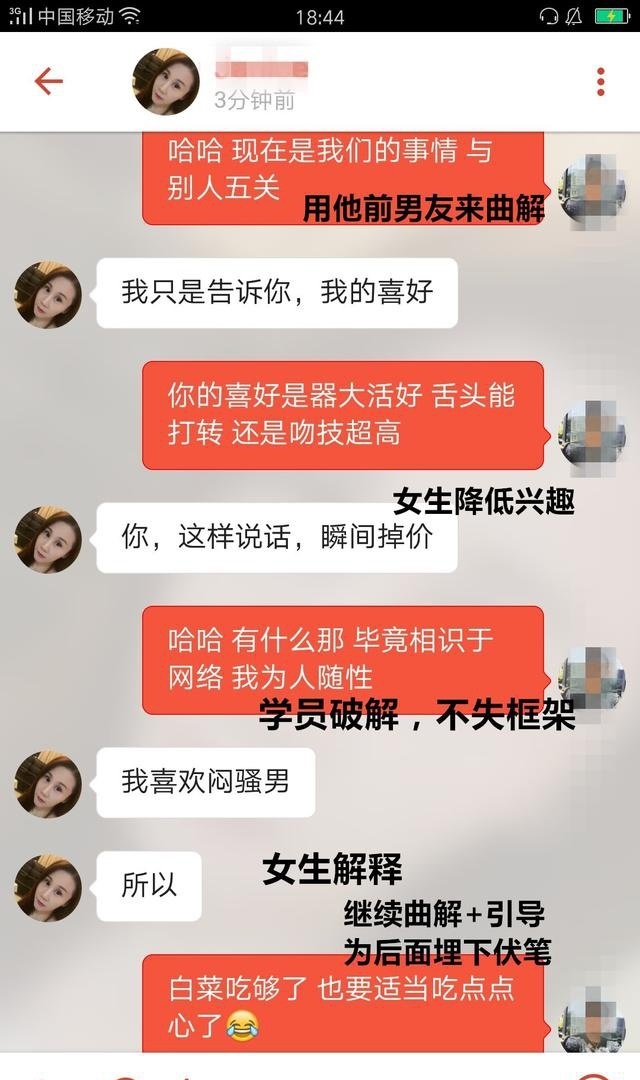 3G 中国移动
18:44
3分钟前
哈哈 现在是我们的事情 与
别人五关
用他前男友来曲解
我只是告诉你，我的喜好
你的喜好是器大活好 舌头能
打转 还是吻技超高
女生降低兴趣
你，这样说话，瞬间掉价
哈哈 有什么那 毕竟相识于
网络 我为人随性
学员破解，不失框架
我喜欢闷骚男
所以
女生解释
继续曲解+引导
为后面埋下伏笔
白菜吃够了 也要适当吃点点
心了😂